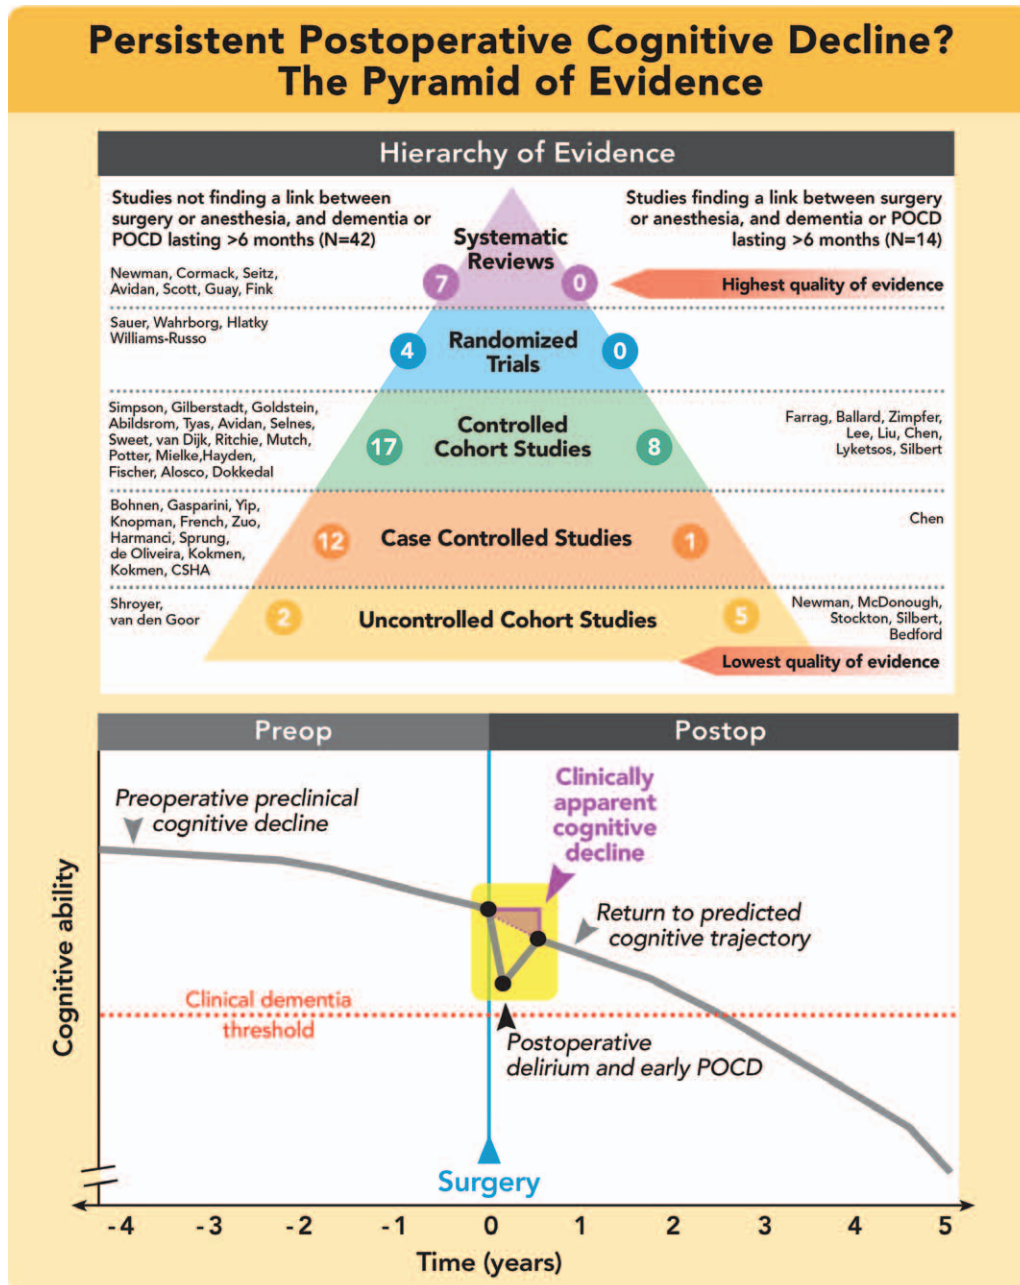 Persistent Postoperative Cognitive Decline?
The Pyramid of Evidence
Hierarchy of Evidence
Studies not finding a link between
surgery or anesthesia, and dementia or
POCD lasting >6 months (N=42)
Studies finding a link between surgery
or anesthesia, and dementia or POCD
lasting >6 months (N=14)
Newman, Cormack, Seitz,
Avidan, Scott, Guay, Fink
Systematic
Reviews
7
0
Highest quality of evidence
Sauer, Wahrborg, Hlatky
Williams-Russo
4
Randomized
Trials
0
Simpson, Gilberstadt, Goldstein,
Abildsrom, Tyas, Avidan, Selnes,
Sweet, van Dijk, Ritchie, Mutch,
Potter, Mielke,Hayden,
Fischer, Alosco, Dokkedal
17
Controlled
Cohort Studies
8
Farrag, Ballard, Zimpfer,
Lee, Liu, Chen,
Lyketsos, Silbert
Bohnen, Gasparini, Yip,
Knopman, French, Zuo,
Harmanci, Sprung,
de Oliveira, Kokmen,
Kokmen, CSHA
12
Case Controlled Studies
1
Chen
Shroyer,
van den Goor
2
Uncontrolled Cohort Studies
5
Newman, McDonough,
Stockton, Silbert,
Bedford
Lowest quality of evidence
Preop
Postop
Preoperative preclinical
cognitive decline
Clinically
apparent
cognitive
decline
Return to predicted
cognitive trajectory
Cognitive ability
Clinical dementia
threshold
Postoperative
delirium and early POCD
Surgery
-4 -3 -2 -1 0 1 2 3 4 5
Time (years)